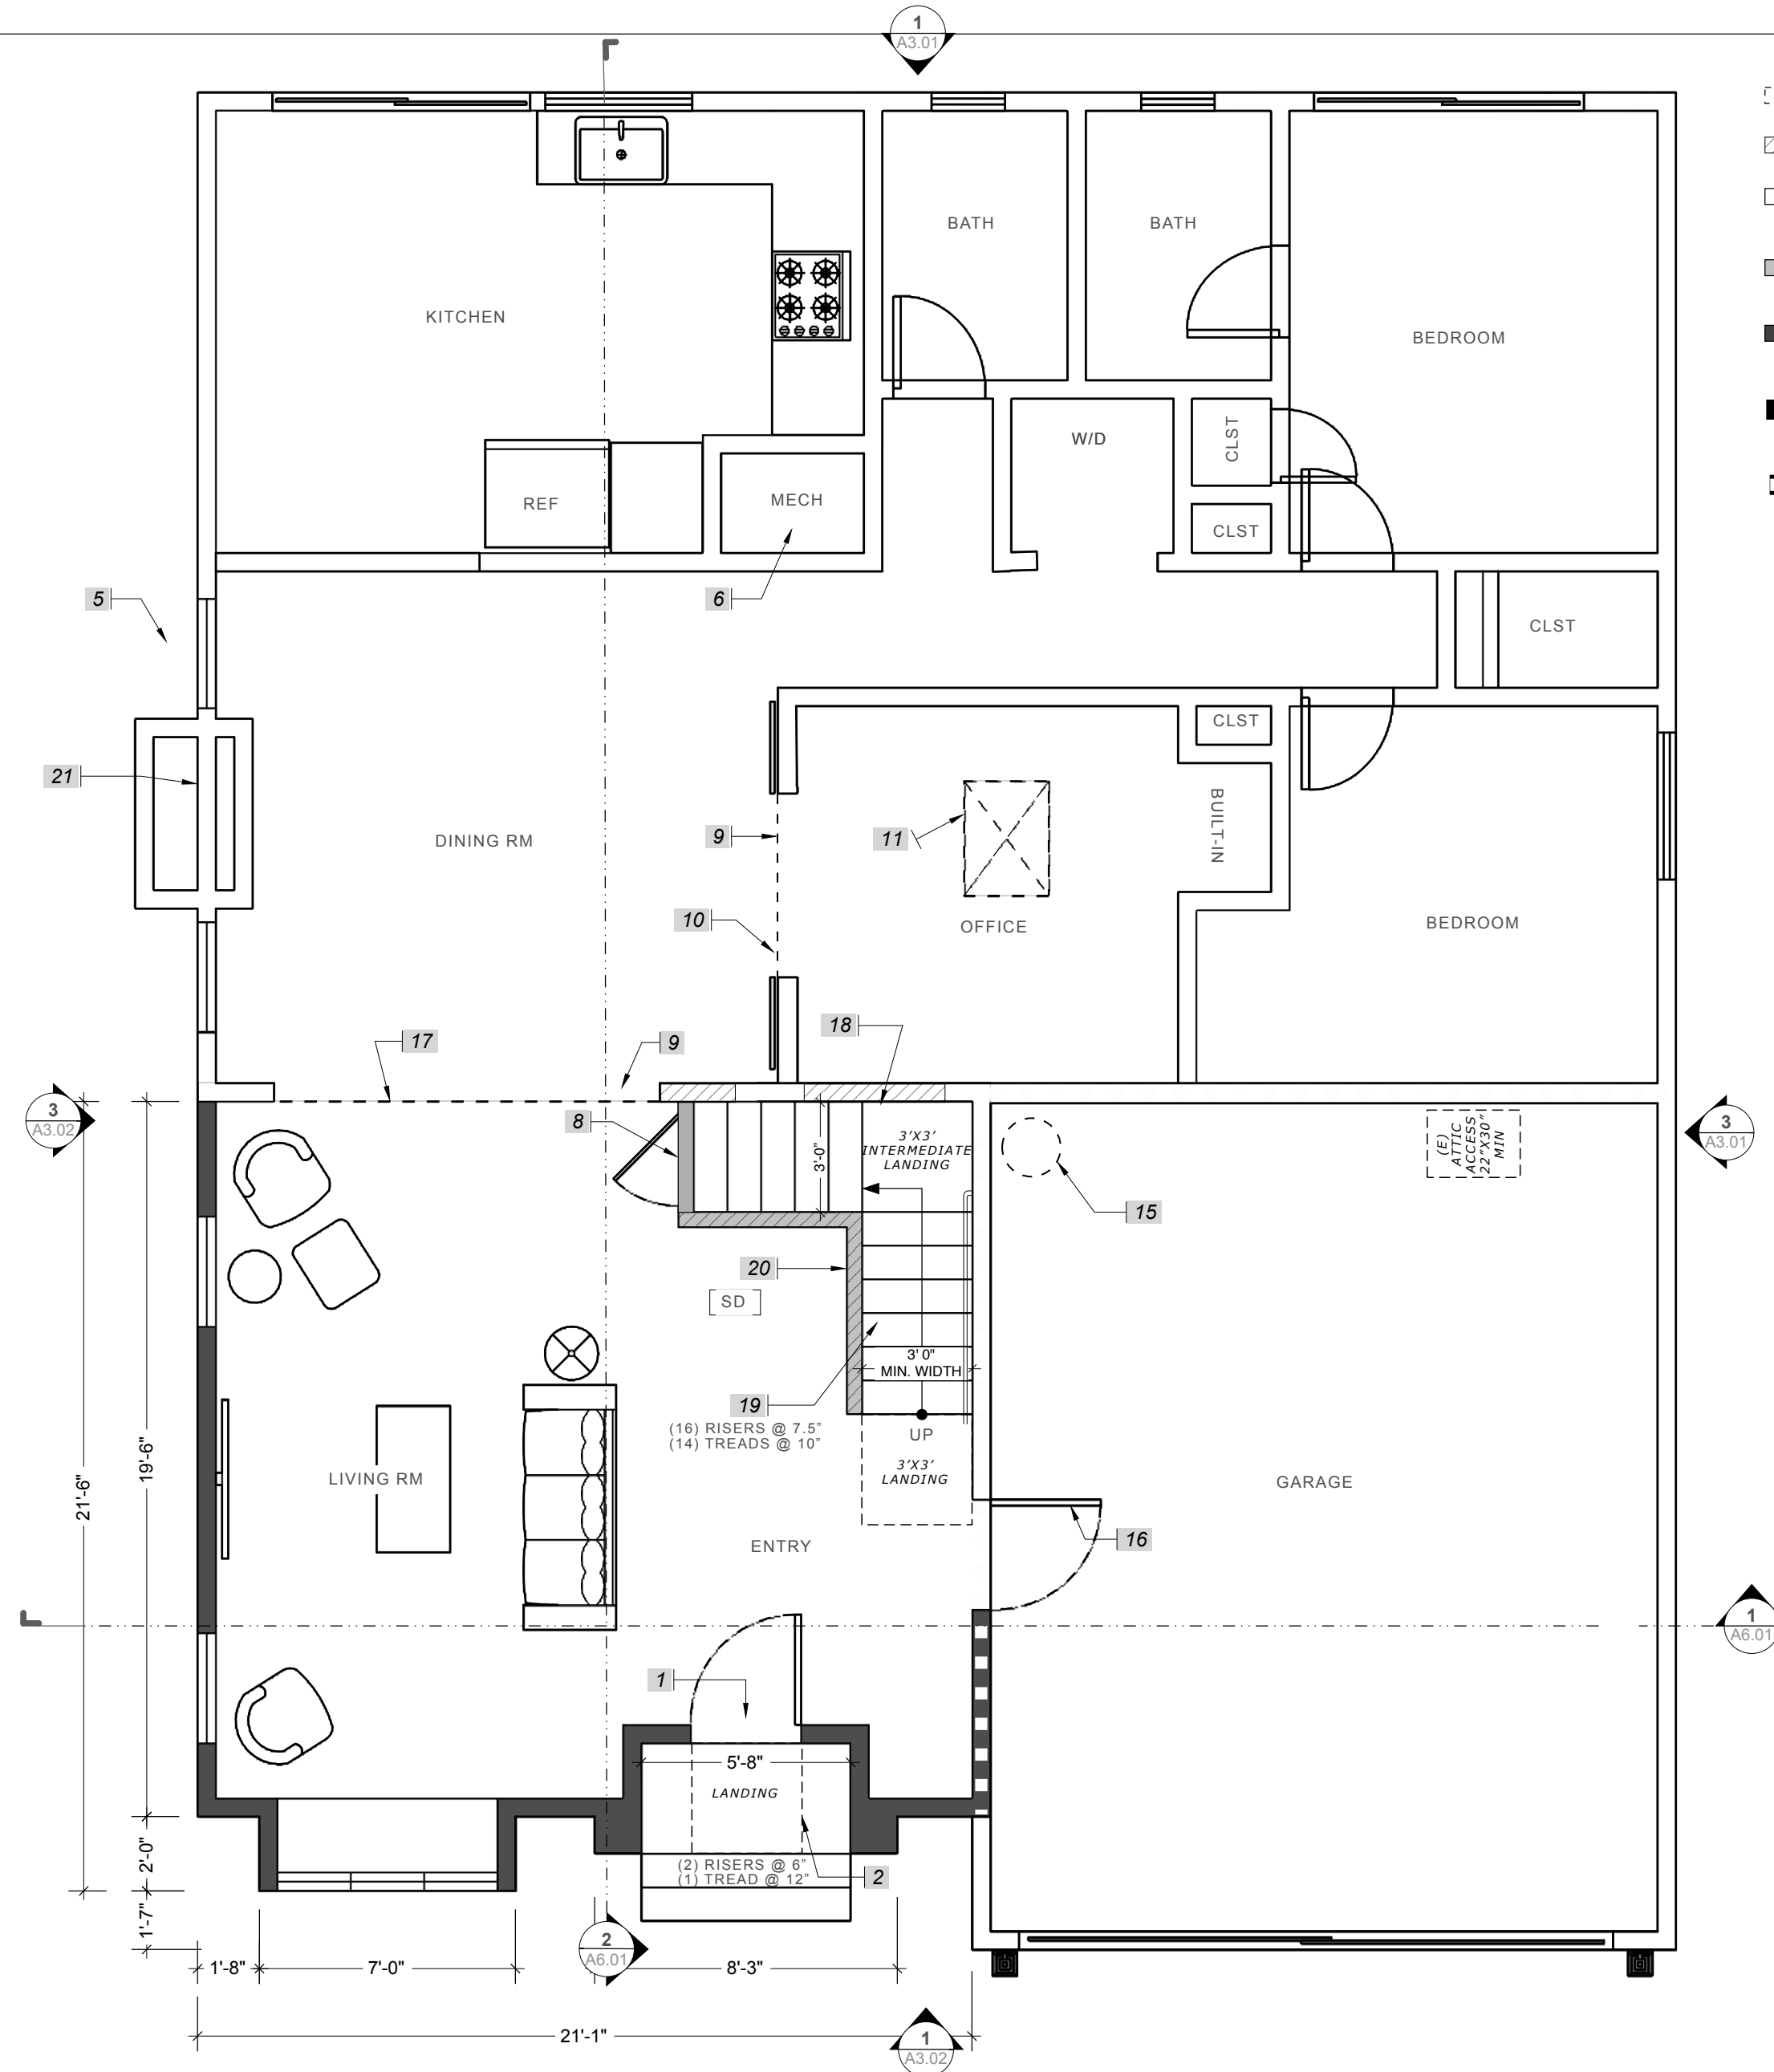 1
A3.01
BATH
BATH
KITCHEN
BEDROOM
W/D
CLST
REF
MECH
CLST
5
6
CLST
CLST
21
DINING RM
9
11
BUILT-IN
10
OFFICE
BEDROOM
17
9
18
3
A3.02
8
3'-0"
3'X3'
INTERMEDIATE
LANDING
(E)
ATTIC
ACCESS
22"X30"
MIN
3
A3.01
15
20
SD
3' 0"
MIN. WIDTH
19
(16) RISERS @ 7.5"
(14) TREADS @ 10"
UP
3'X3'
LANDING
21'-6"
19'-6"
LIVING RM
GARAGE
ENTRY
16
1
A6.01
1
5'-8"
LANDING
2'-0"
(2) RISERS @ 6"
(1) TREAD @ 12"
2
1'-7"
2
A6.01
1'-8"
7'-0"
8'-3"
21'-1"
1
A3.02